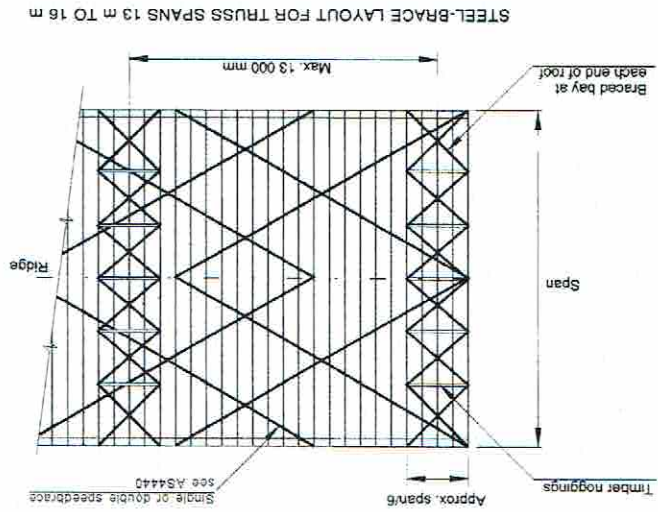 STEEL-BRACE LAYOUT FOR TRUSS SPANS 13 m TO 16 m
Braced bay at
each end of roof
Max. 13 000 mm
Span
Ridge
Timber noggings
Approx. span/6
Single or double speedbrace
see AS4440